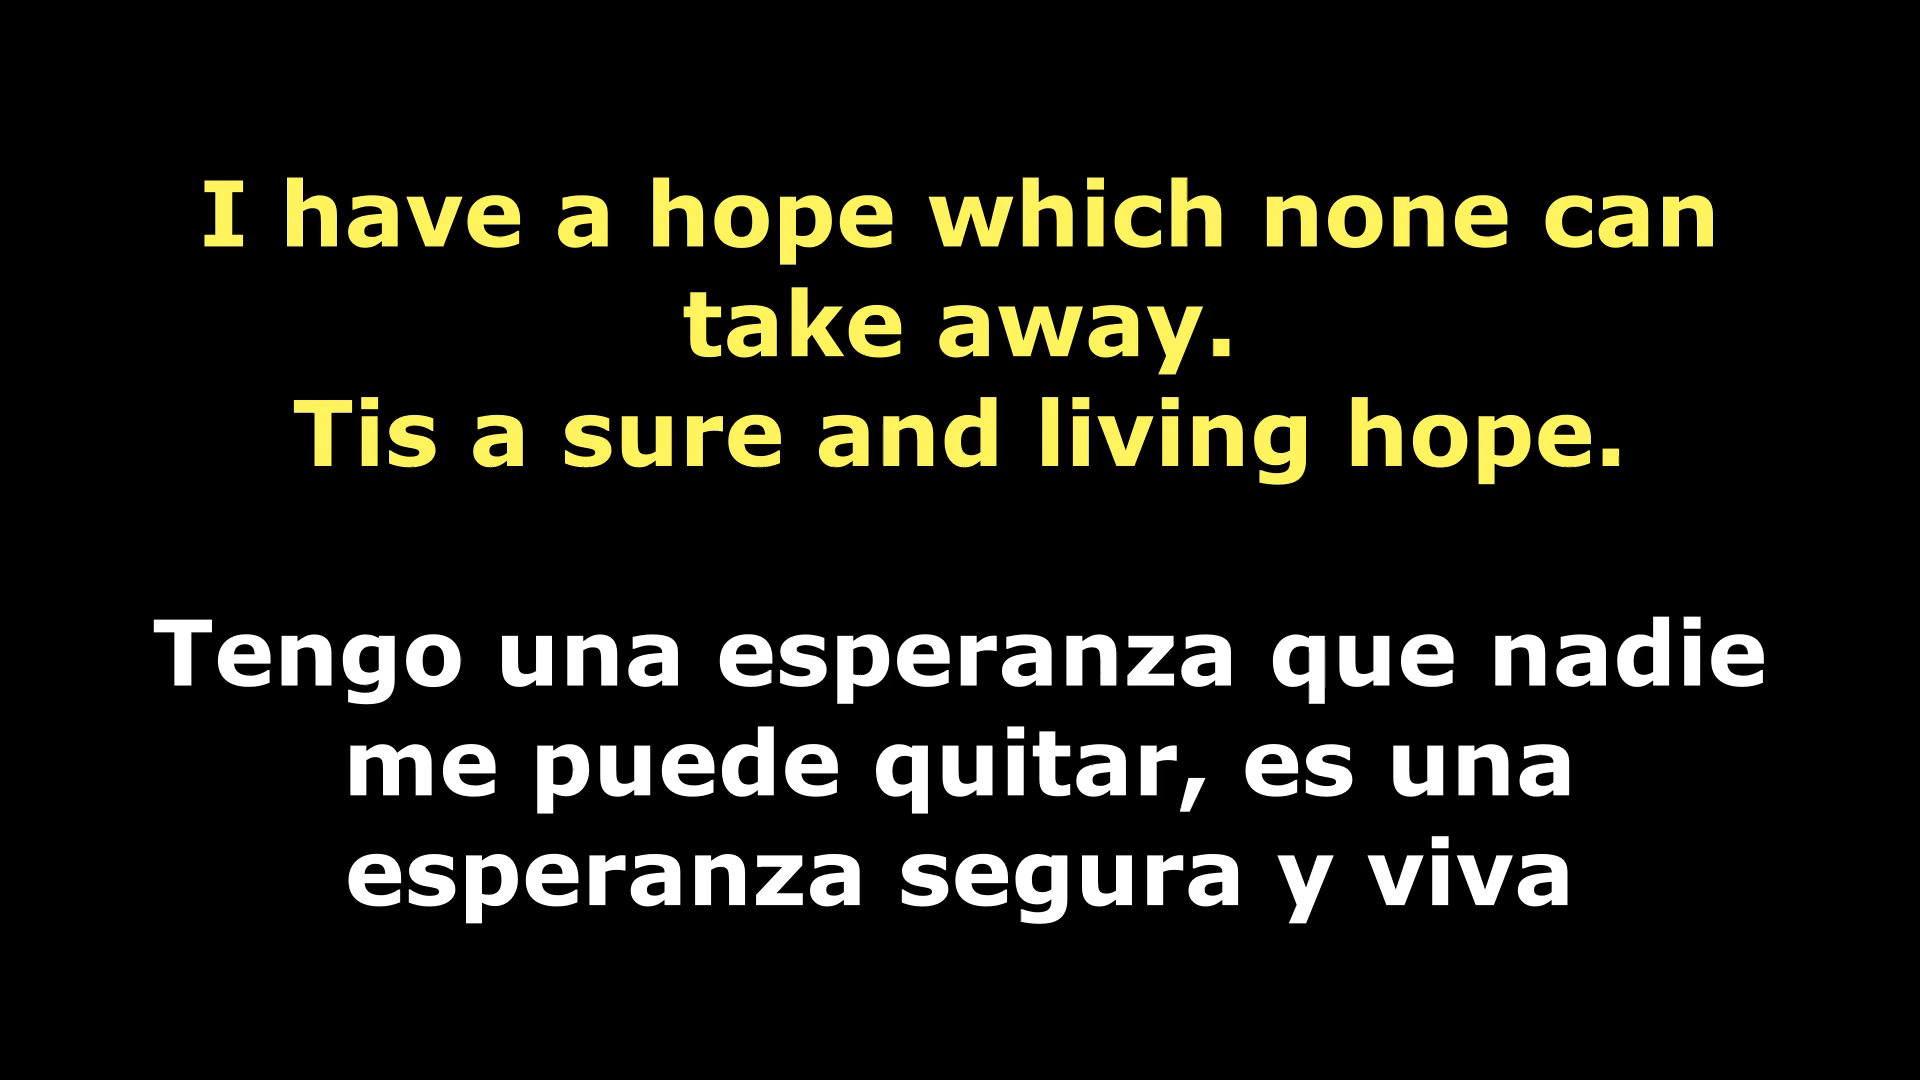 I have a hope which none can
take away.
Tis a sure and living hope.
Tengo una esperanza que nadie
me puede quitar, es una
esperanza segura y viva